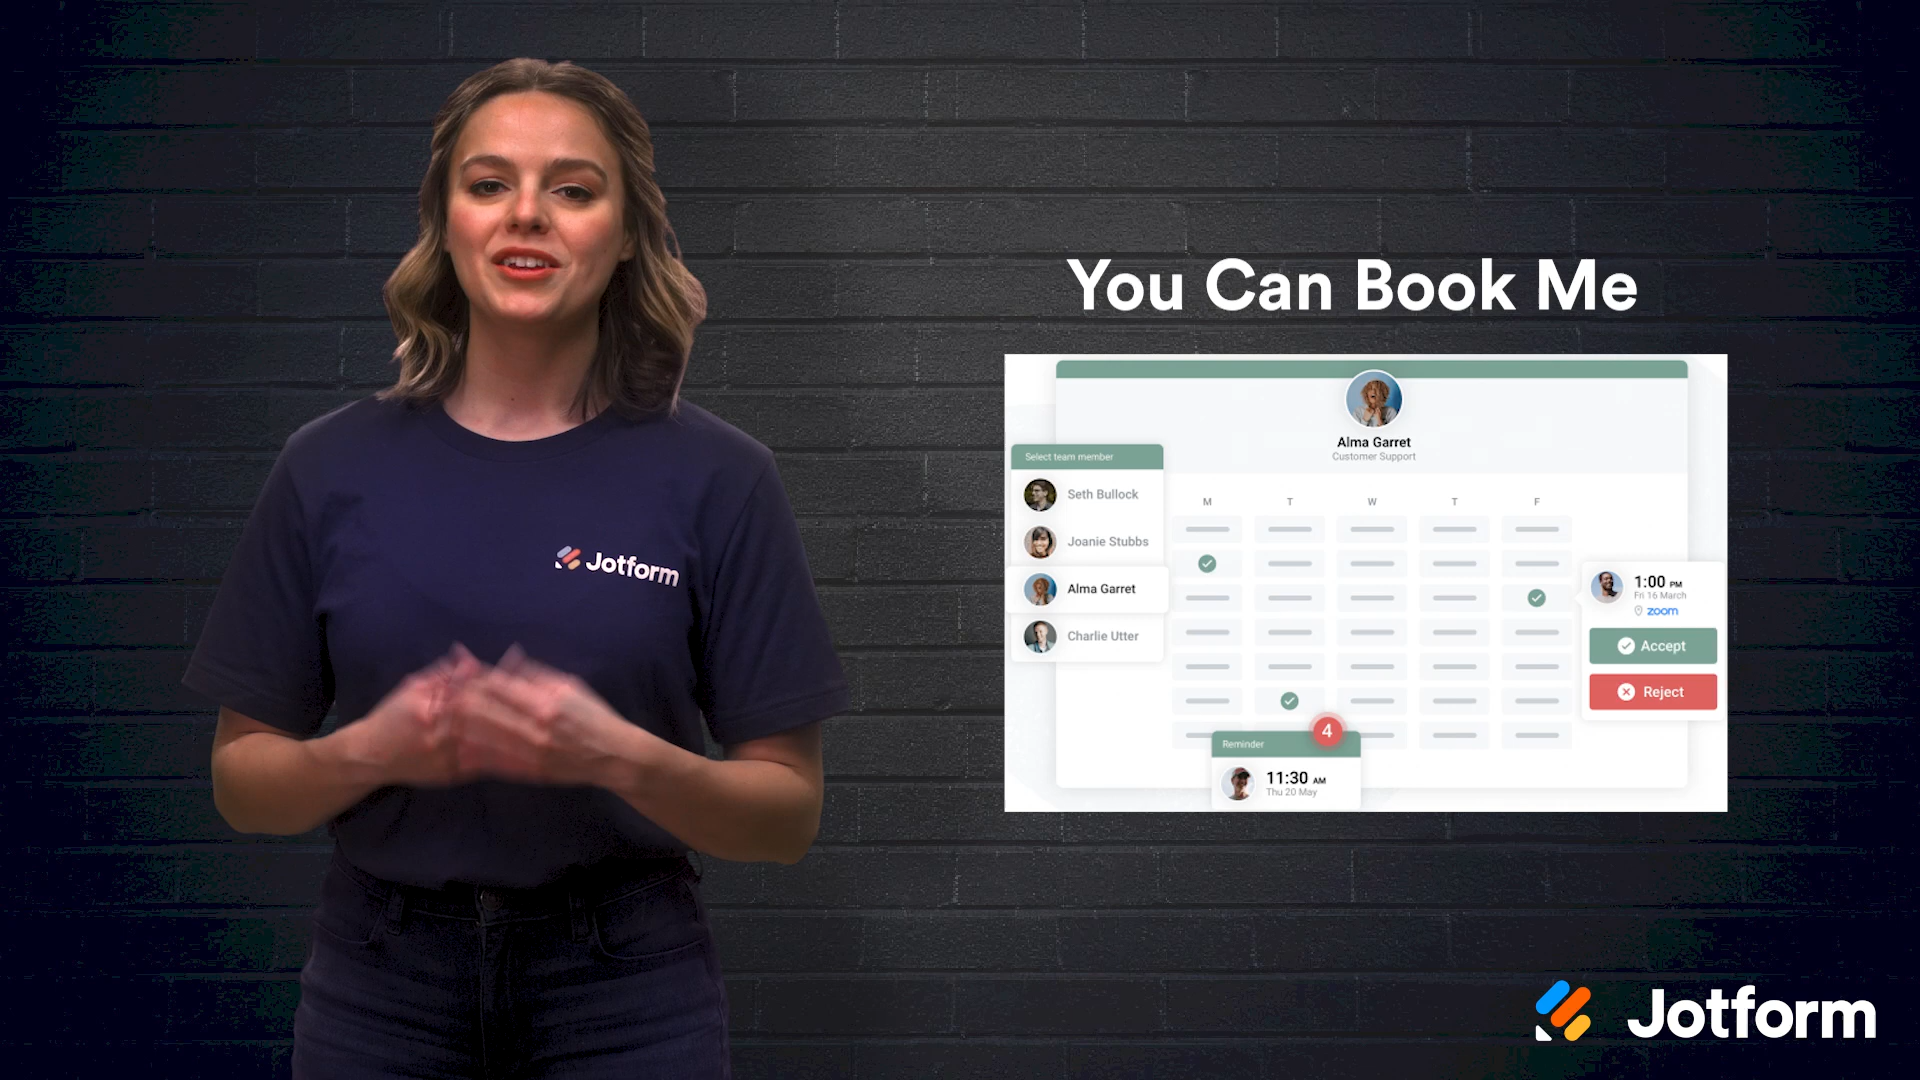 You Can Book Me
Jotform
Alma Garret
Customer Support
Select team member
Seth Bullock
Joanie Stubbs
Alma Garret
Charlie Utter
M T W T F
1:00 PM
Fri 16 March
zoom
Accept
Reject
4
Reminder
11:30 AM
Thu 20 May
Jotform